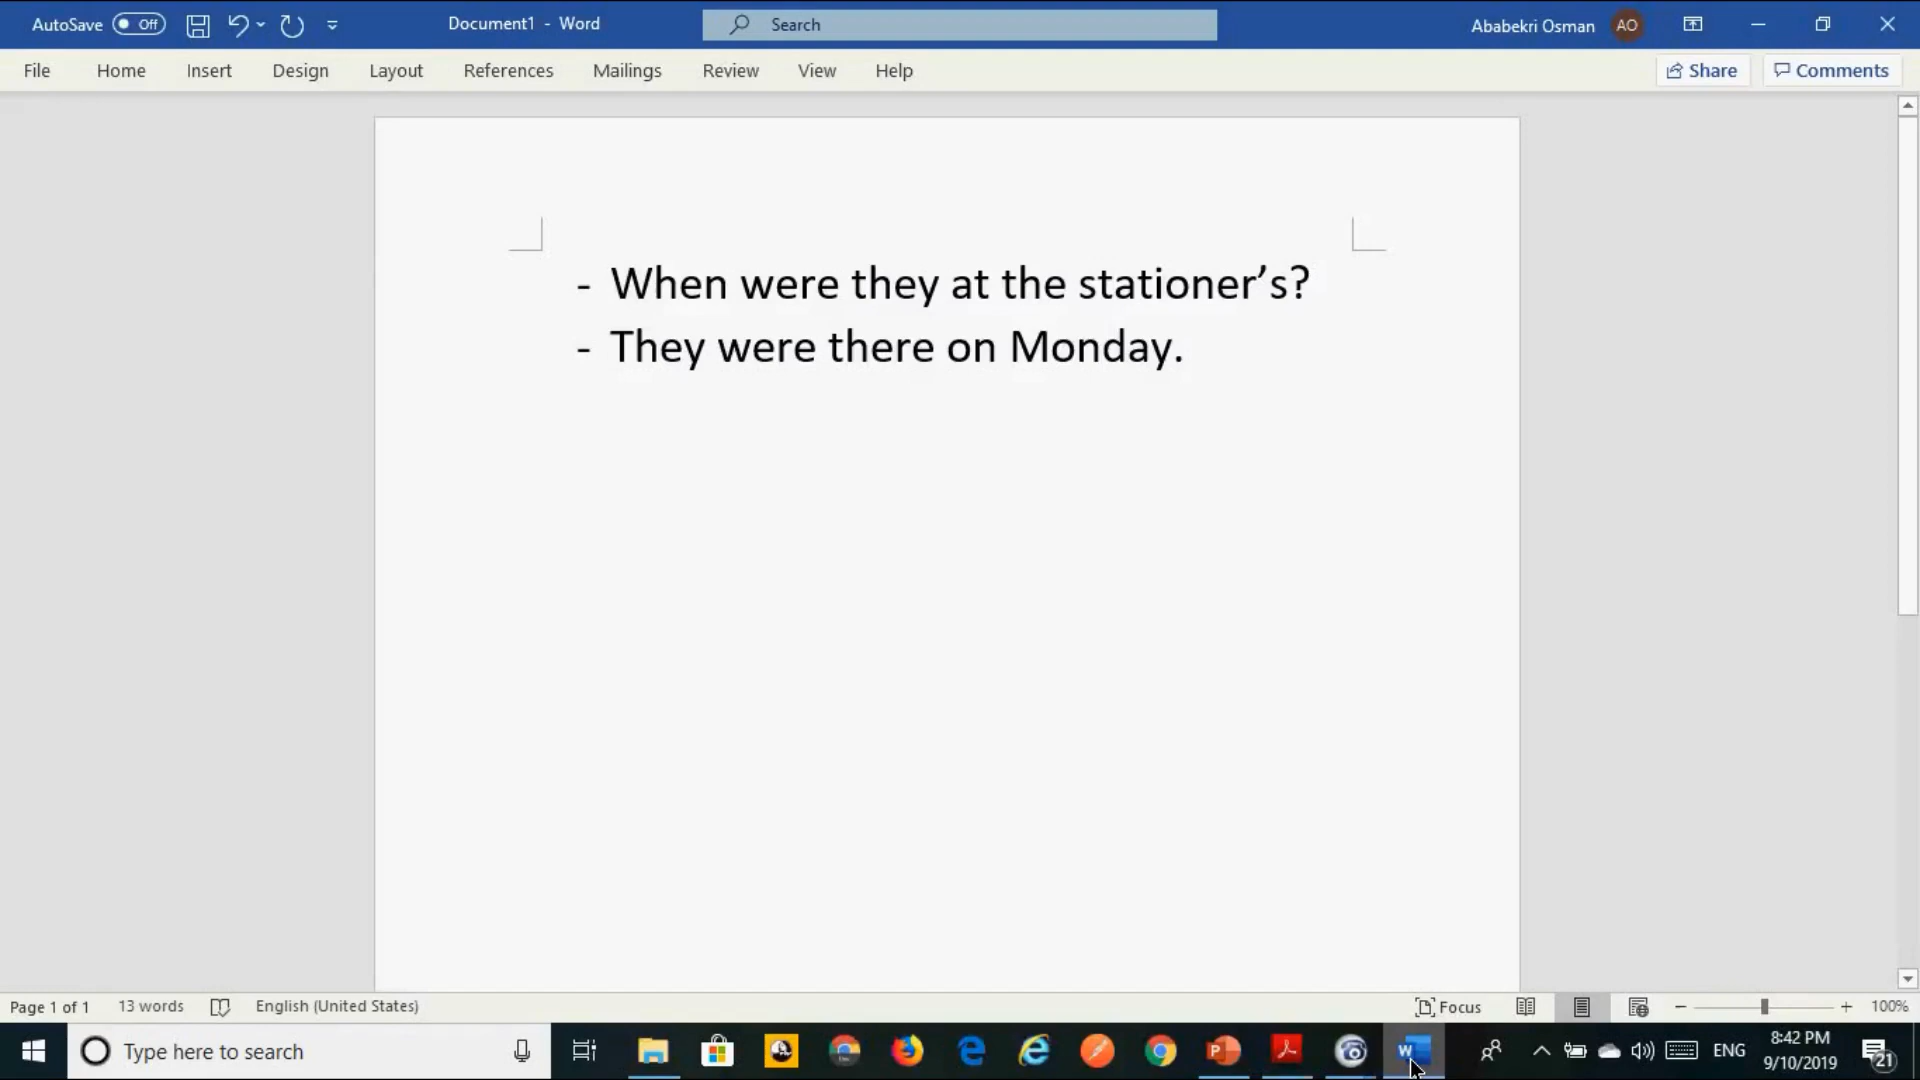 AutoSave Off Document1 - Word Search Ababekri Osman AO
File Home Insert Design Layout References Mailings Review View Help Share Comments
- When were they at the stationer’s?
- They were there on Monday.
Page 1 of 1 13 words English (United States) Focus 100%
Type here to search ENG 8:42 PM
9/10/2019 21